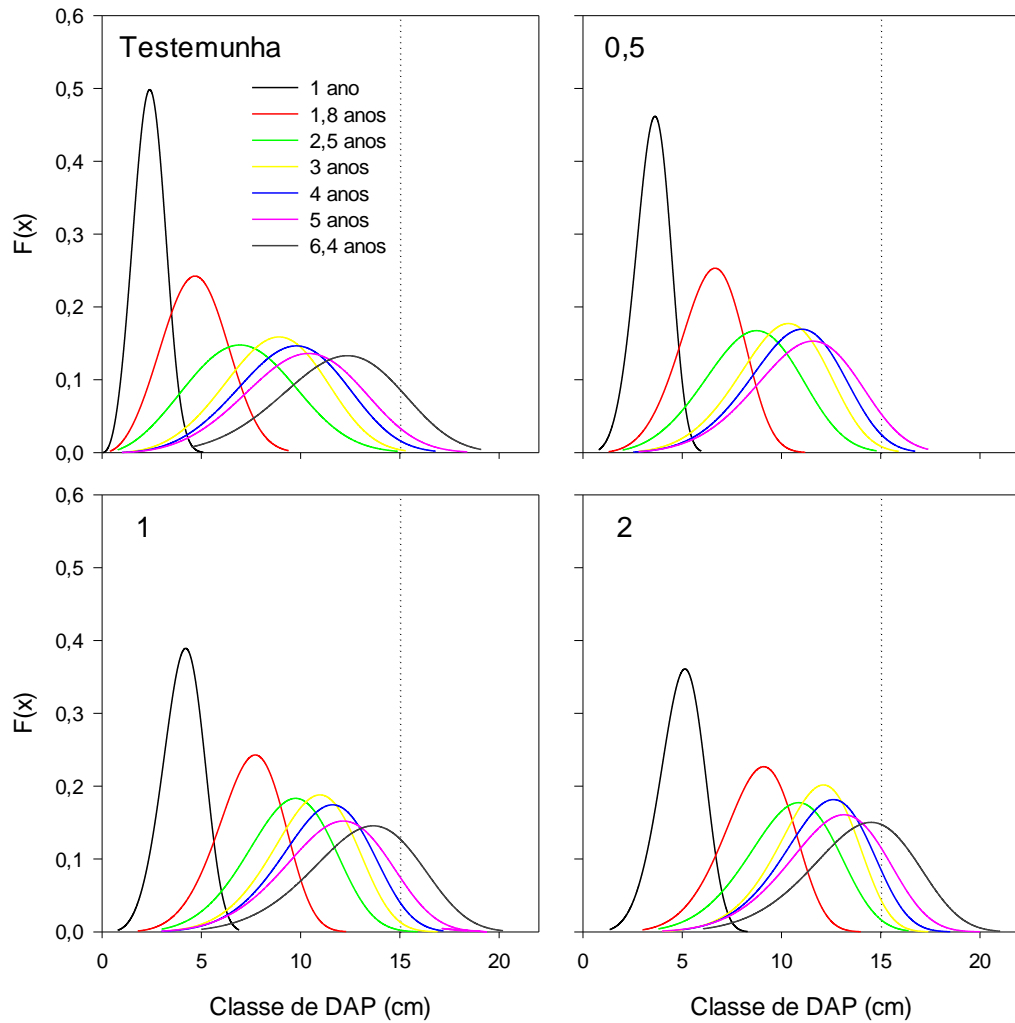 Testemunha
0,5
1 ano
1,8 anos
2,5 anos
3 anos
4 anos
5 anos
6,4 anos
F(x)
0,6
0,5
0,4
0,3
0,2
0,1
0,0
1
2
F(x)
0,6
0,5
0,4
0,3
0,2
0,1
0,0
0 5 10 15 20
0 5 10 15 20
Classe de DAP (cm)
Classe de DAP (cm)